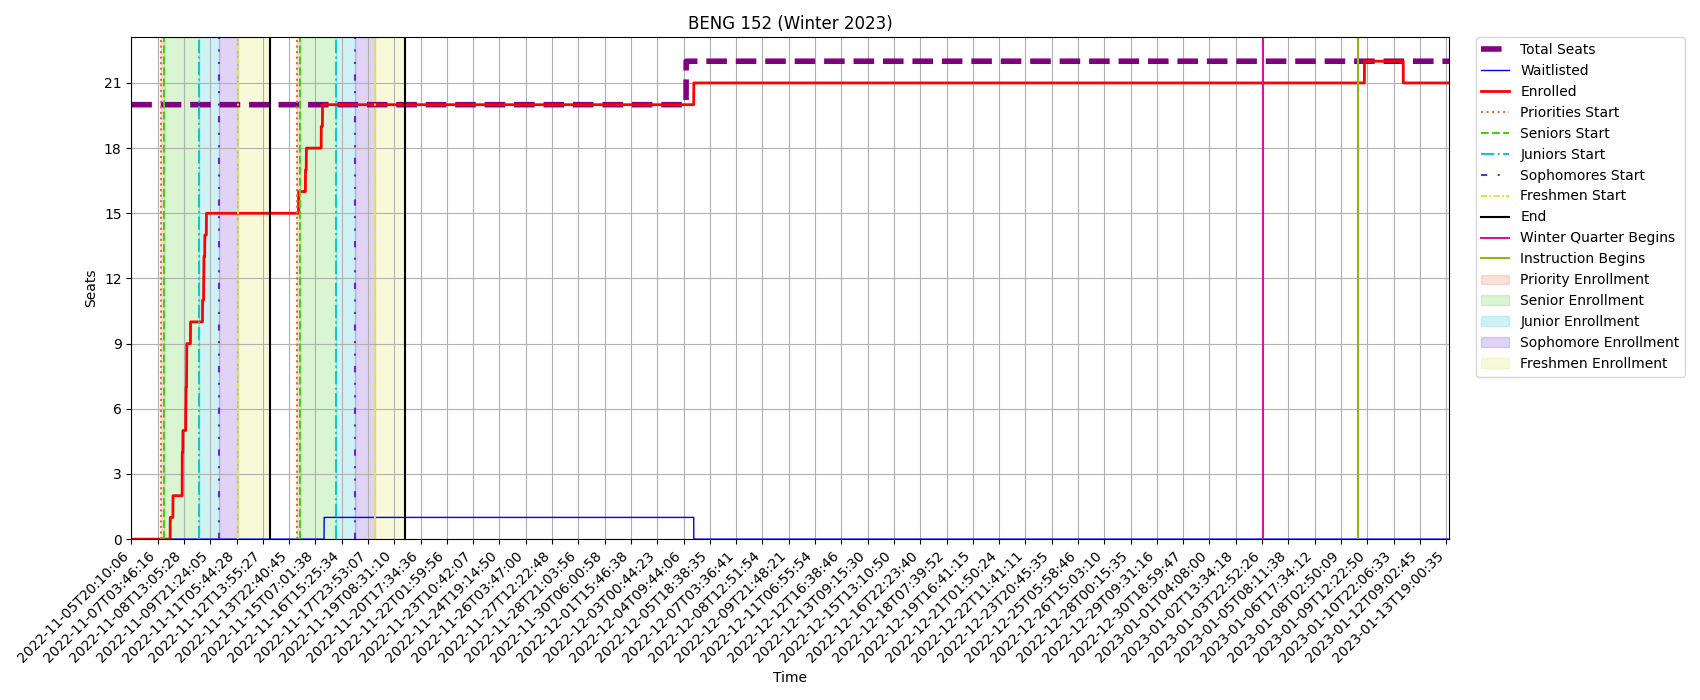 BENG 152 (Winter 2023)
Seats
21
18
15
12
9
6
3
0
2022-11-05T20:10:06
2022-11-07T03:46:16
2022-11-08T13:05:28
2022-11-09T21:24:05
2022-11-11T05:44:28
2022-11-12T13:55:27
2022-11-13T22:40:45
2022-11-15T07:01:38
2022-11-16T15:25:34
2022-11-17T23:53:07
2022-11-19T08:31:10
2022-11-20T17:34:36
2022-11-22T01:59:56
2022-11-23T10:42:07
2022-11-24T19:14:50
2022-11-26T03:47:00
2022-11-27T12:22:48
2022-11-28T21:03:56
2022-11-30T06:00:58
2022-12-01T15:46:38
2022-12-03T00:44:23
2022-12-04T09:44:06
2022-12-05T18:38:35
2022-12-07T03:36:41
2022-12-08T12:51:54
2022-12-09T21:48:21
2022-12-11T06:55:54
2022-12-12T16:38:46
2022-12-13T09:15:30
2022-12-15T13:10:50
2022-12-16T22:23:40
2022-12-18T07:39:52
2022-12-19T16:41:15
2022-12-21T01:50:24
2022-12-22T11:41:11
2022-12-23T20:45:35
2022-12-25T05:58:46
2022-12-26T15:03:10
2022-12-28T00:15:35
2022-12-29T09:31:16
2022-12-30T18:59:47
2023-01-01T04:08:00
2023-01-02T13:34:18
2023-01-03T22:52:26
2023-01-05T08:11:38
2023-01-06T17:34:12
2023-01-08T02:50:09
2023-01-09T12:22:50
2023-01-10T22:06:33
2023-01-12T09:02:45
2023-01-13T19:00:35
Time
Total Seats
Waitlisted
Enrolled
Priorities Start
Seniors Start
Juniors Start
Sophomores Start
Freshmen Start
End
Winter Quarter Begins
Instruction Begins
Priority Enrollment
Senior Enrollment
Junior Enrollment
Sophomore Enrollment
Freshmen Enrollment